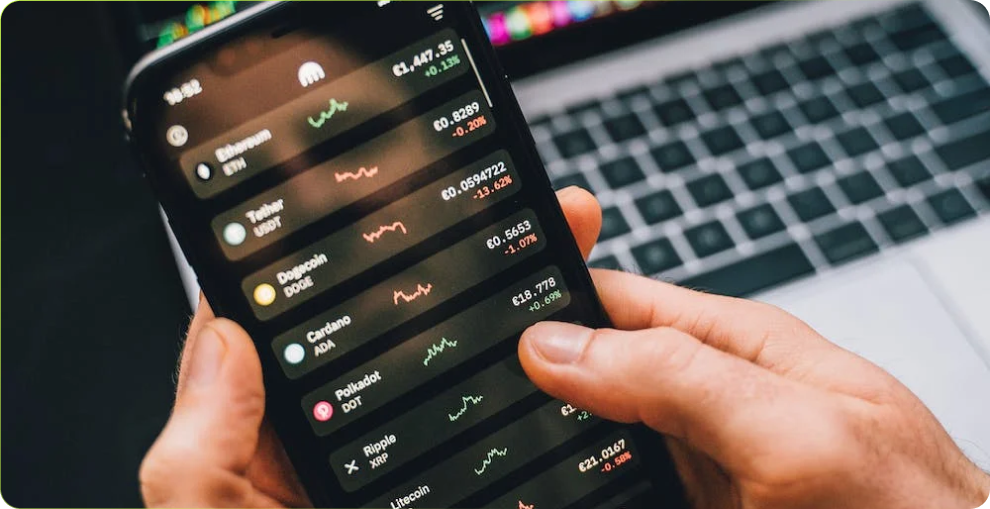 Ethereum €1,447.35
ETH +0.13%
Tether €0.8289
USDT -0.20%
Dogecoin €0.0594722
DOGE -13.62%
Cardano €0.5653
ADA -1.07%
Polkadot €18.778
DOT +0.69%
Ripple
XRP
Litecoin
€21.0167
-0.58%